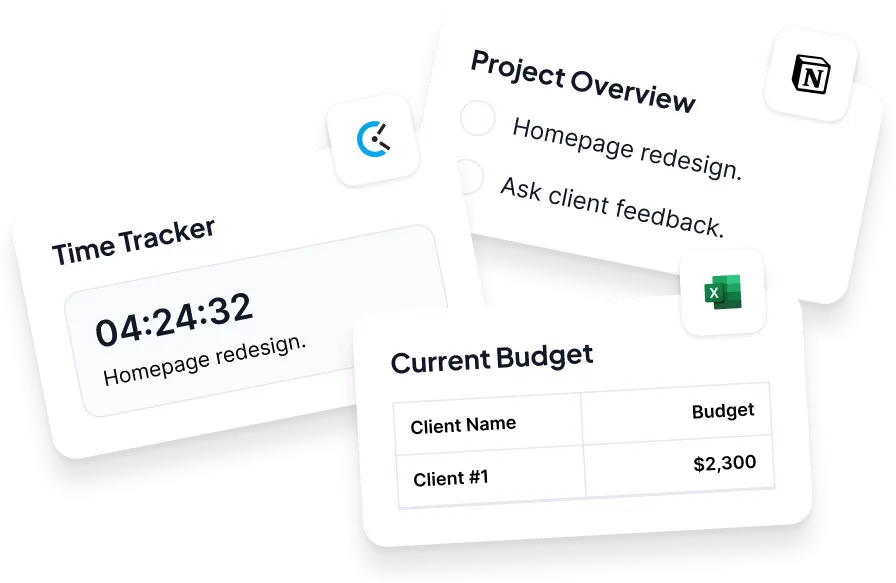 Project Overview
Homepage redesign.
Ask client feedback.
N
Time Tracker
04:24:32
Homepage redesign.
X
Current Budget
Client Name Budget
Client #1 $2,300